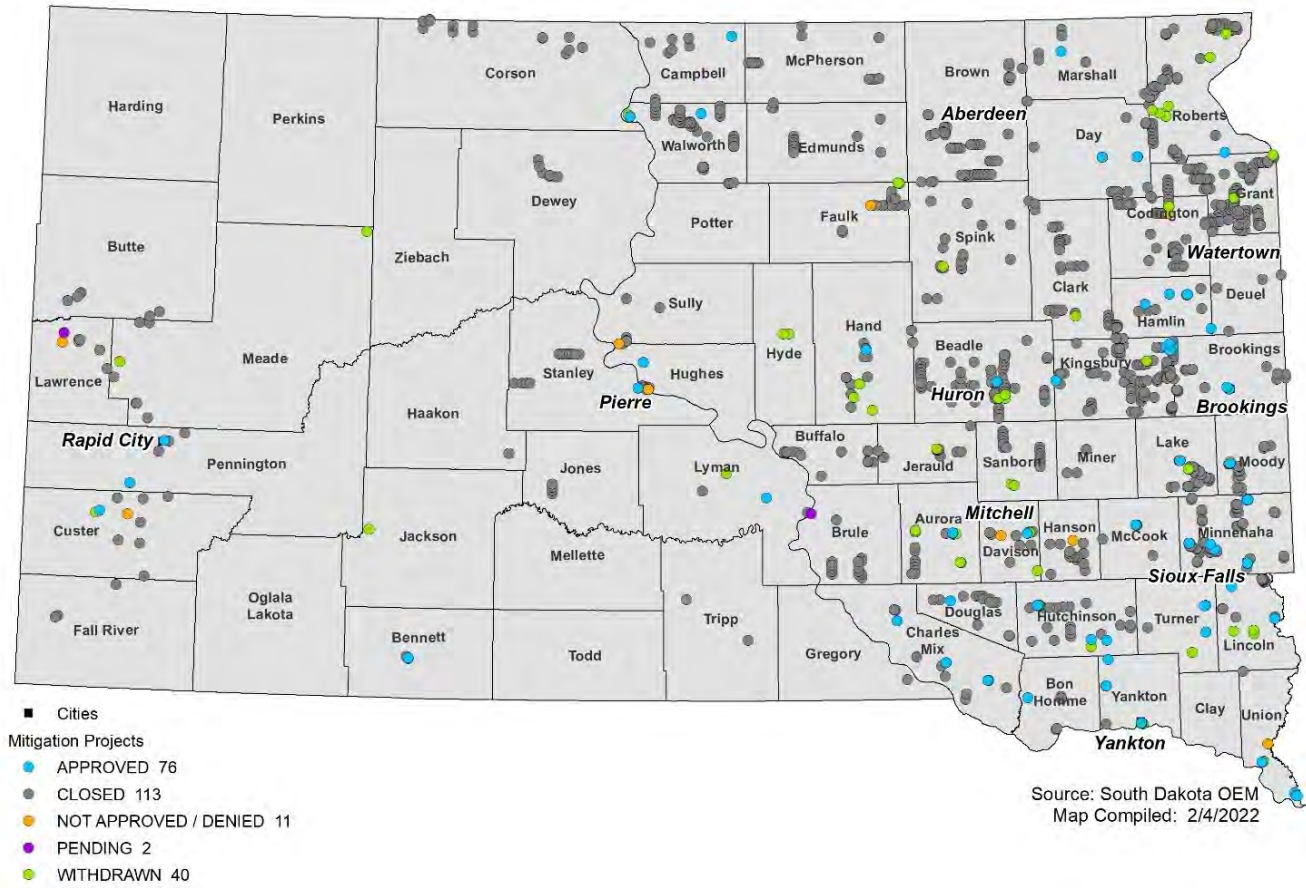 Corson
Campbell
McPherson
Brown
Marshall
Harding
Perkins
Aberdeen
Roberts
Walworth
Edmunds
Day
Dewey
Grant
Butte
Potter
Faulk
Codington
Ziebach
Spink
Watertown
Sully
Clark
Deuel
Hand
Hamlin
Meade
Hyde
Beadle
Brookings
Lawrence
Stanley
Hughes
Kingsbury
Haakon
Pierre
Huron
Brookings
Rapid City
Buffalo
Lake
Pennington
Jones
Lyman
Jerauld
Sanborn
Miner
Moody
Mitchell
Custer
Jackson
Aurora
Hanson
Brule
McCook
Minnehaha
Mellette
Davison
Sioux Falls
Oglala
Lakota
Fall River
Tripp
Douglas
Hutchinson
Turner
Bennett
Todd
Gregory
Charles
Mix
Lincoln
Bon
Homme
Yankton
Clay
Union
Yankton
Cities
Mitigation Projects
APPROVED 76
CLOSED 113
NOT APPROVED / DENIED 11
PENDING 2
WITHDRAWN 40
Source: South Dakota OEM
Map Compiled: 2/4/2022